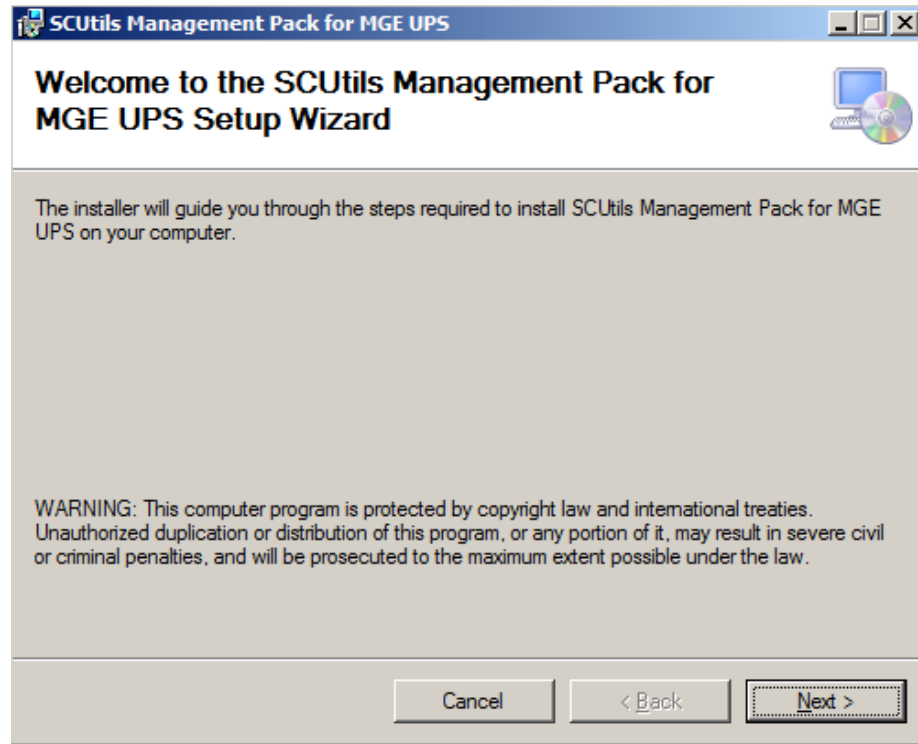 SCUtils Management Pack for MGE UPS
Welcome to the SCUtils Management Pack for
MGE UPS Setup Wizard
The installer will guide you through the steps required to install SCUtils Management Pack for MGE
UPS on your computer.
WARNING: This computer program is protected by copyright law and international treaties.
Unauthorized duplication or distribution of this program, or any portion of it, may result in severe civil
or criminal penalties, and will be prosecuted to the maximum extent possible under the law.
Cancel
< Back
Next >